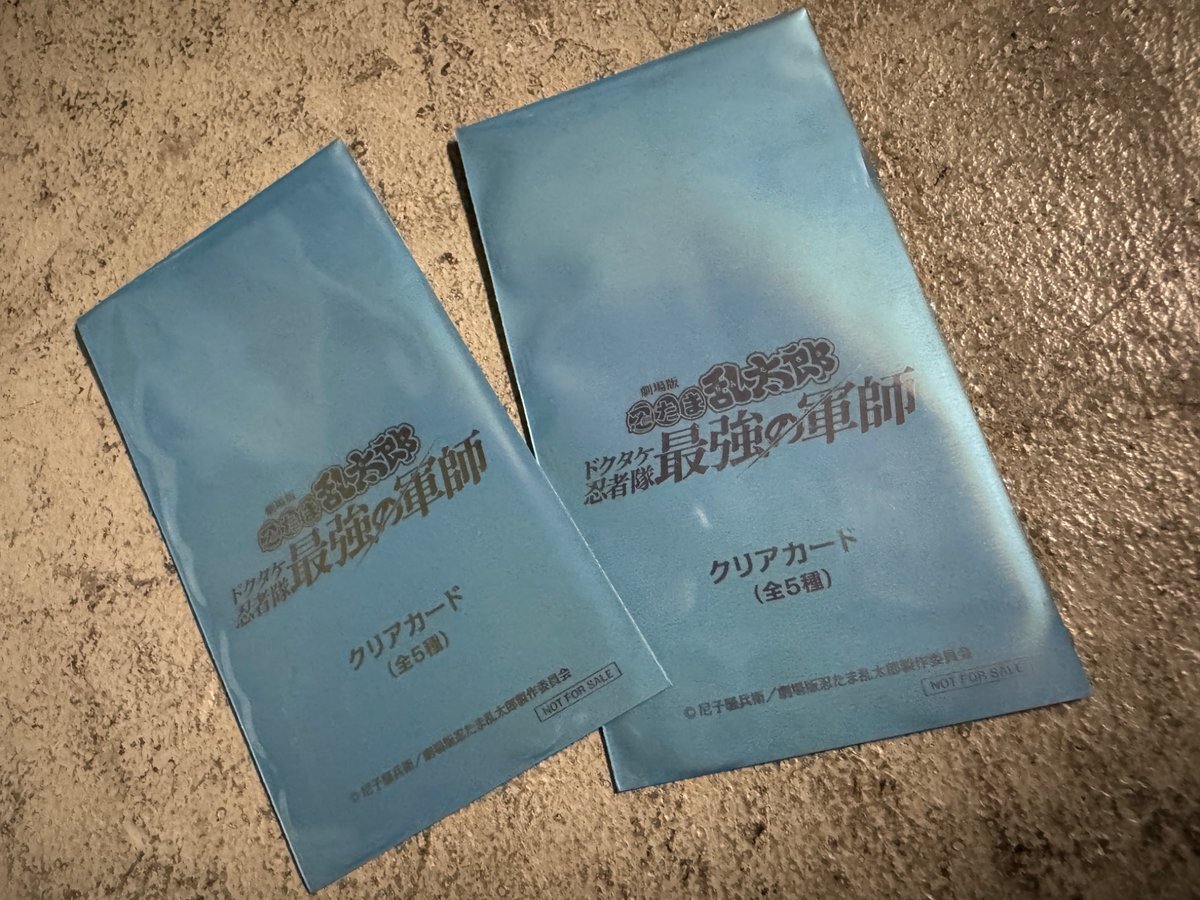 劇場版
忍たま乱太郎
ドクタケ
忍者隊
最強の軍師
クリアカード
(全5種)
©尼子騒兵衛／劇場版忍たま乱太郎製作委員会
NOT FOR SALE
劇場版
忍たま乱太郎
ドクタケ
忍者隊
最強の軍師
クリアカード
(全5種)
©尼子騒兵衛／劇場版忍たま乱太郎製作委員会
NOT FOR SALE